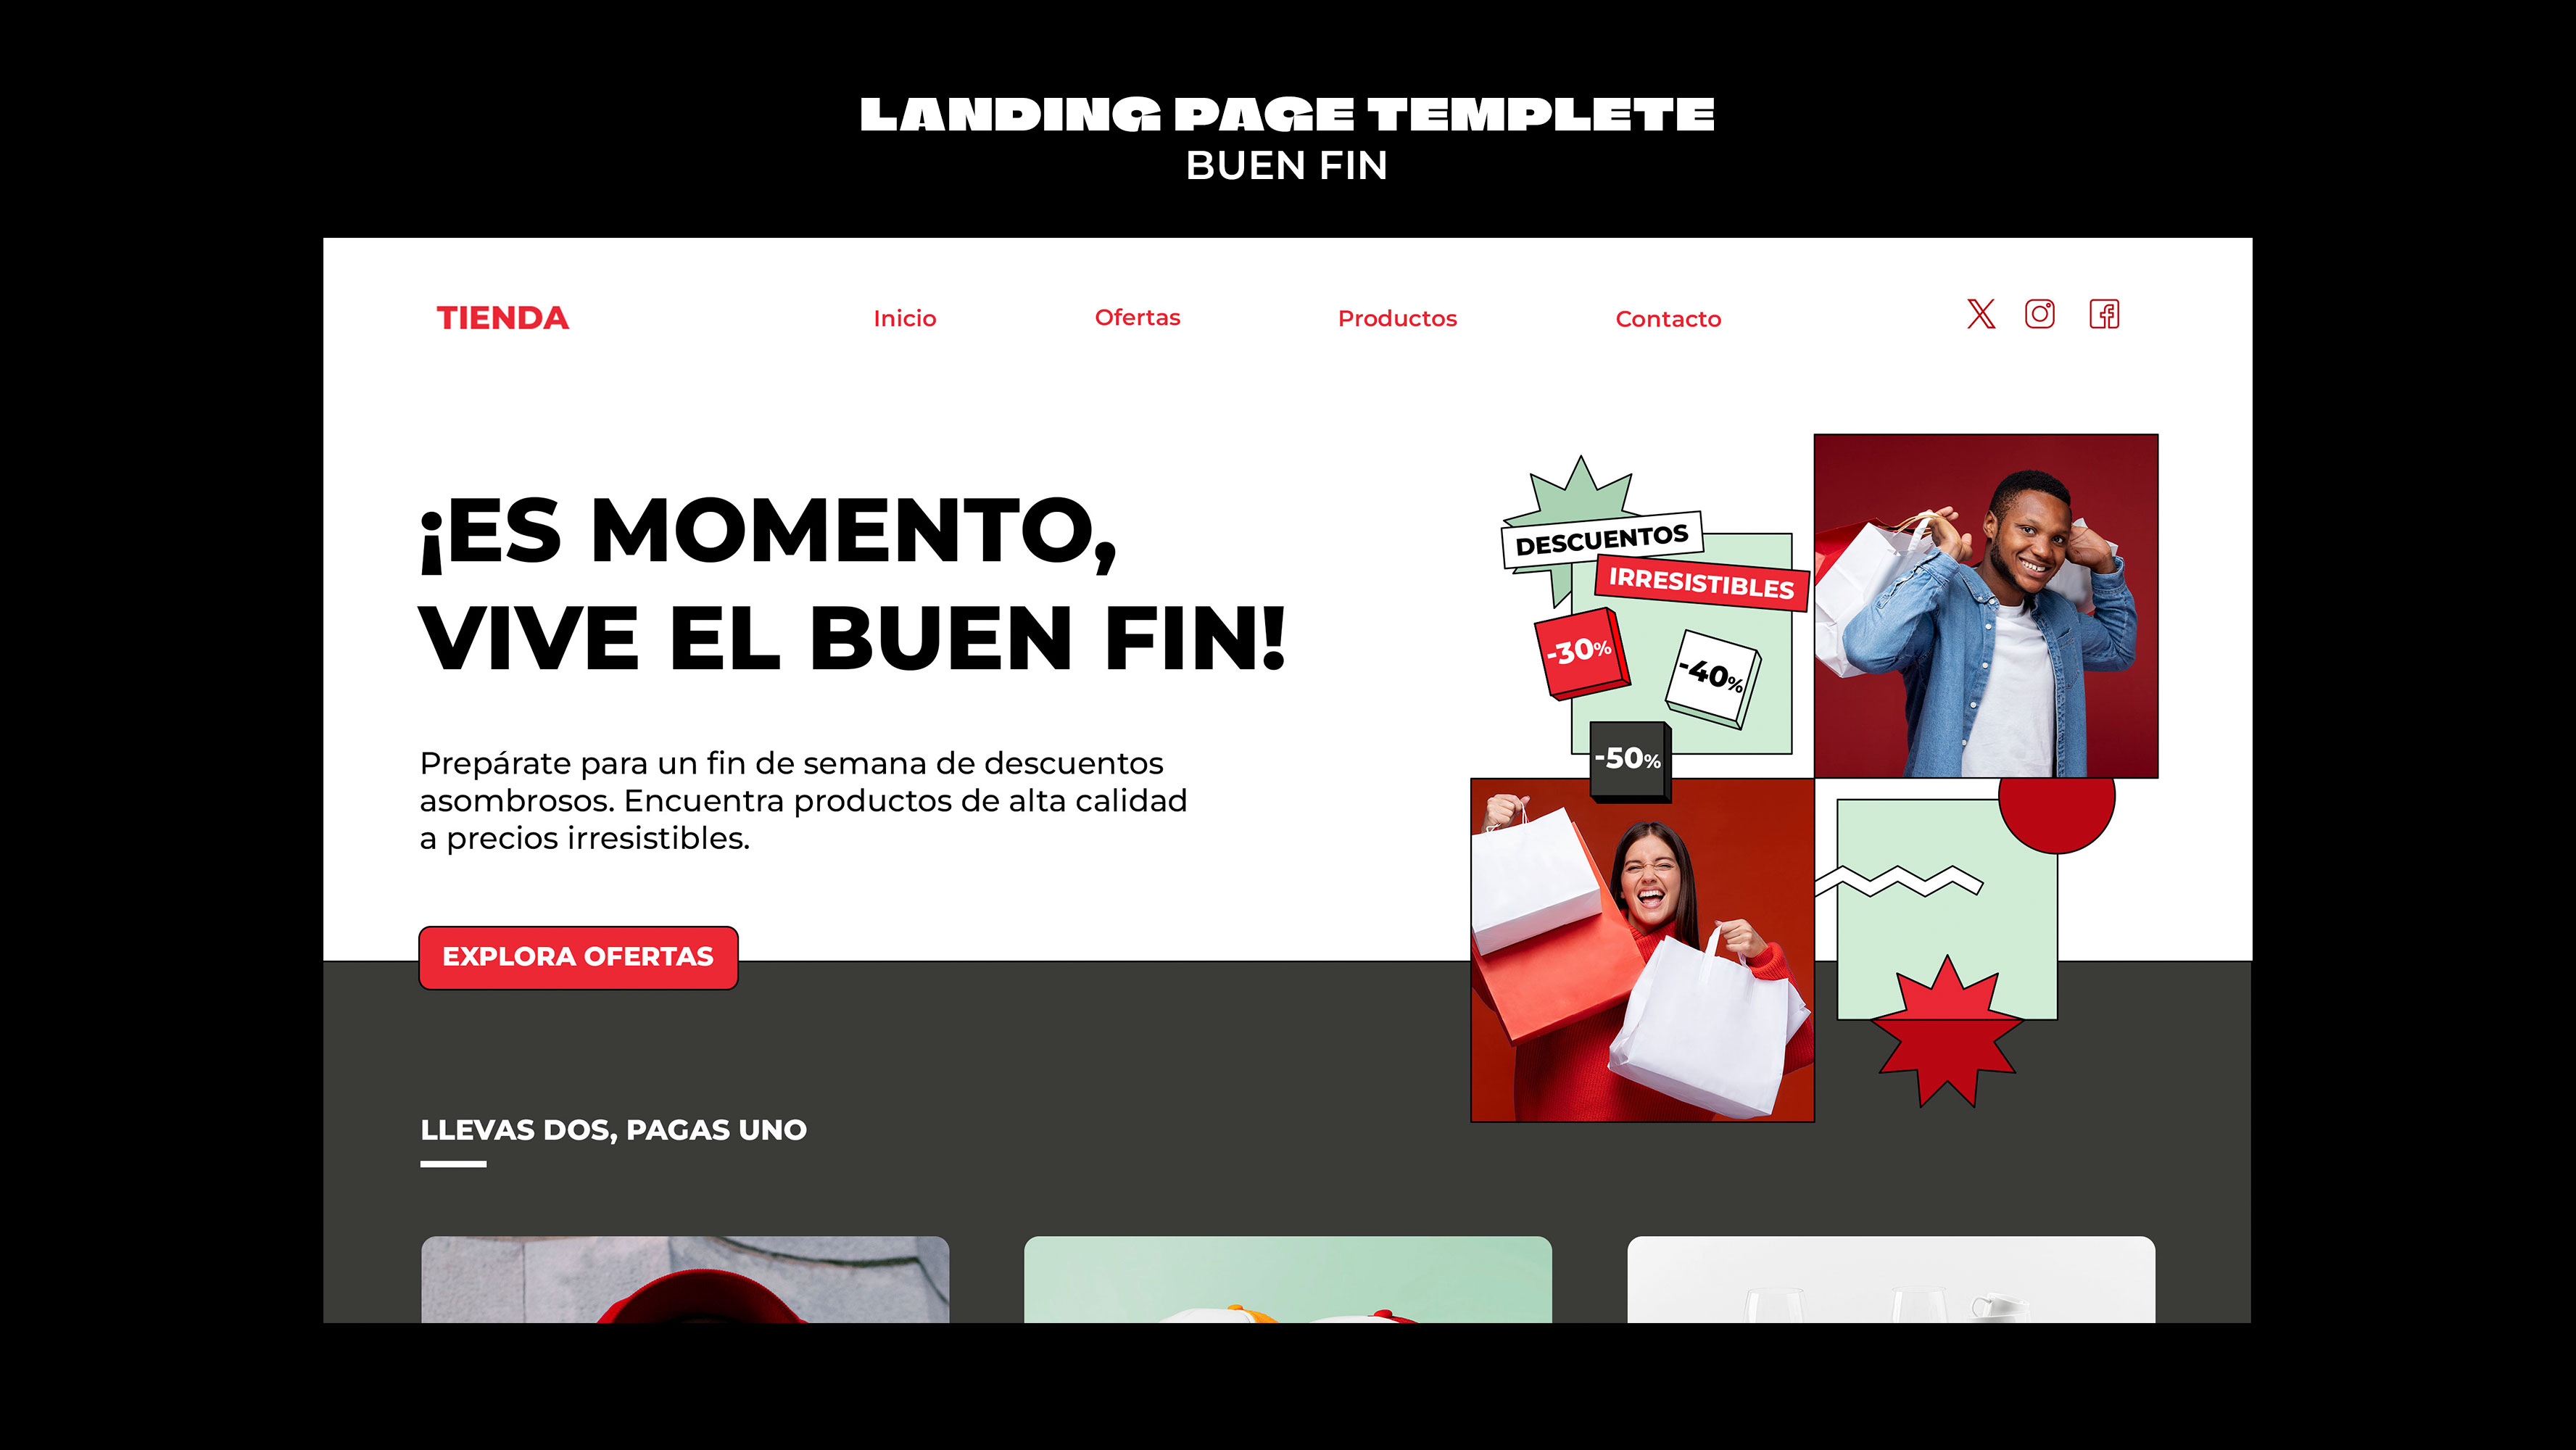 LANDING PAGE TEMPLETE
BUEN FIN
TIENDA
Inicio
Ofertas
Productos
Contacto
¡ES MOMENTO,
VIVE EL BUEN FIN!
Prepárate para un fin de semana de descuentos
asombrosos. Encuentra productos de alta calidad
a precios irresistibles.
EXPLORA OFERTAS
DESCUENTOS
IRRESISTIBLES
-30%
-40%
-50%
LLEVAS DOS, PAGAS UNO